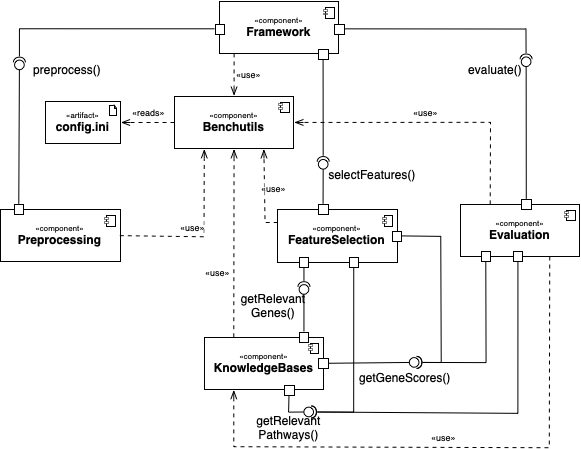 «component»
Framework
preprocess()
evaluate()
«use»
«artifact»
config.ini
«reads»
«component»
Benchutils
«use»
selectFeatures()
«use»
«component»
Preprocessing
«use»
«component»
FeatureSelection
«component»
Evaluation
«use»
getRelevant
Genes()
«component»
KnowledgeBases
getGeneScores()
getRelevant
Pathways()
«use»